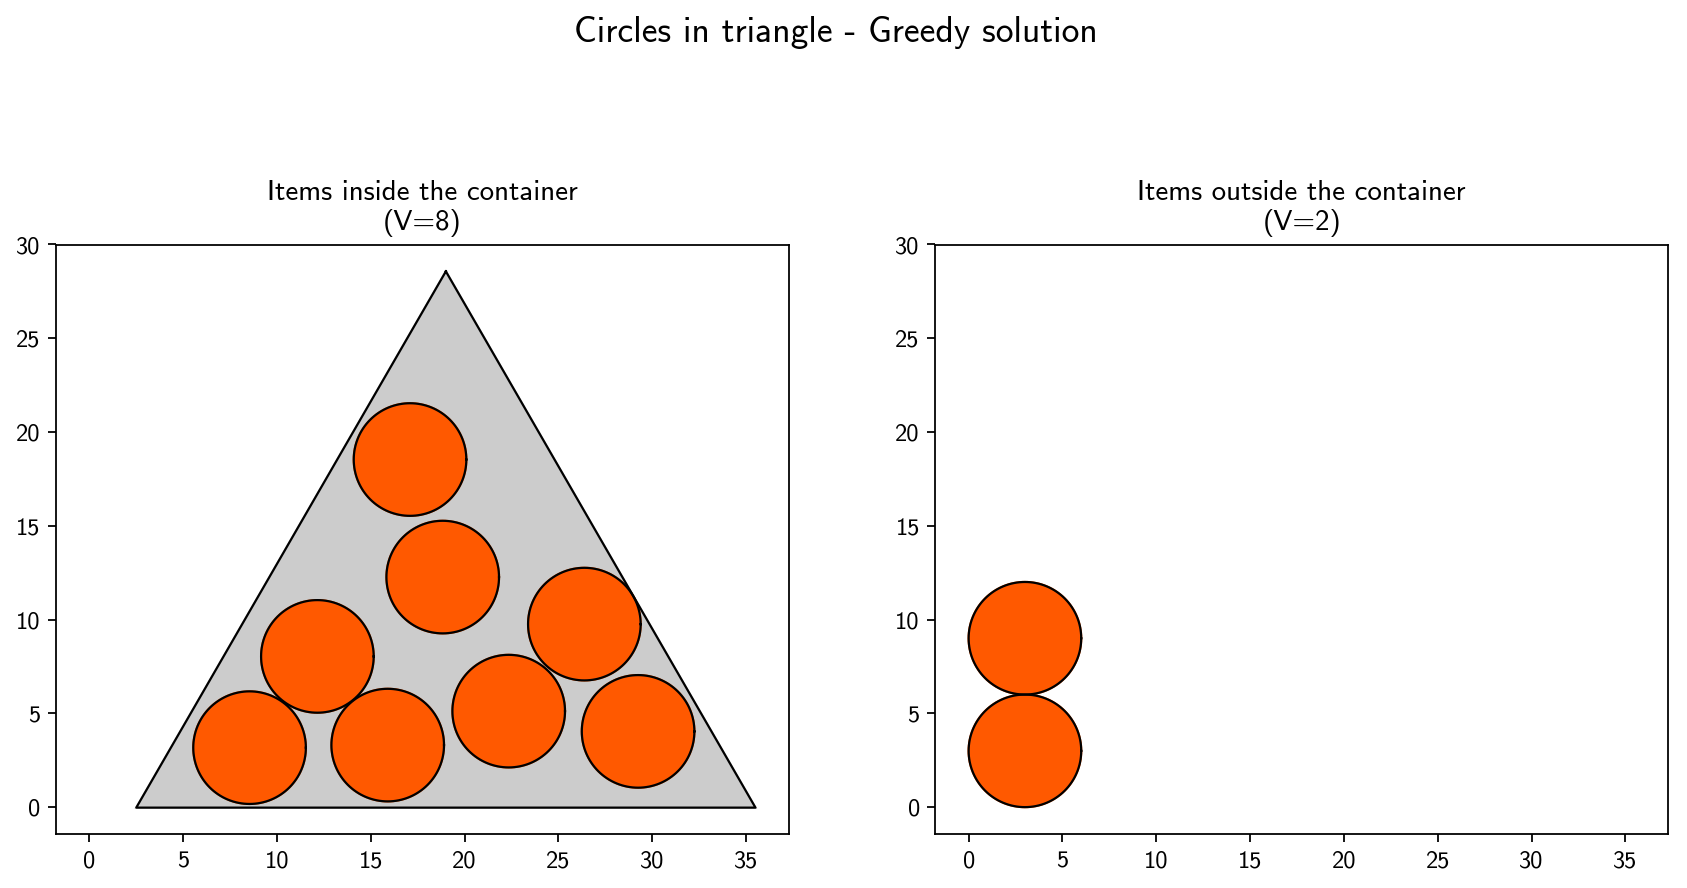 Circles in triangle - Greedy solution
Items inside the container
(V=8)
30
25
20
15
10
5
0
0 5 10 15 20 25 30 35
Items outside the container
(V=2)
30
25
20
15
10
5
0
0 5 10 15 20 25 30 35